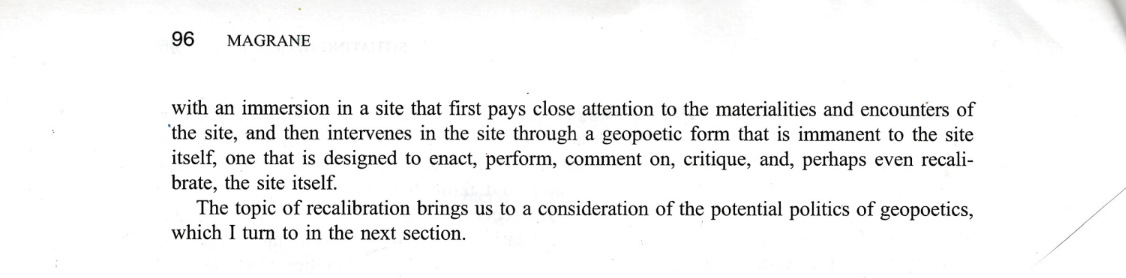 96 MAGRANE
with an immersion in a site that first pays close attention to the materialities and encounters of
the site, and then intervenes in the site through a geopoetic form that is immanent to the site
itself, one that is designed to enact, perform, comment on, critique, and, perhaps even recali-
brate, the site itself.
The topic of recalibration brings us to a consideration of the potential politics of geopoetics,
which I turn to in the next section.